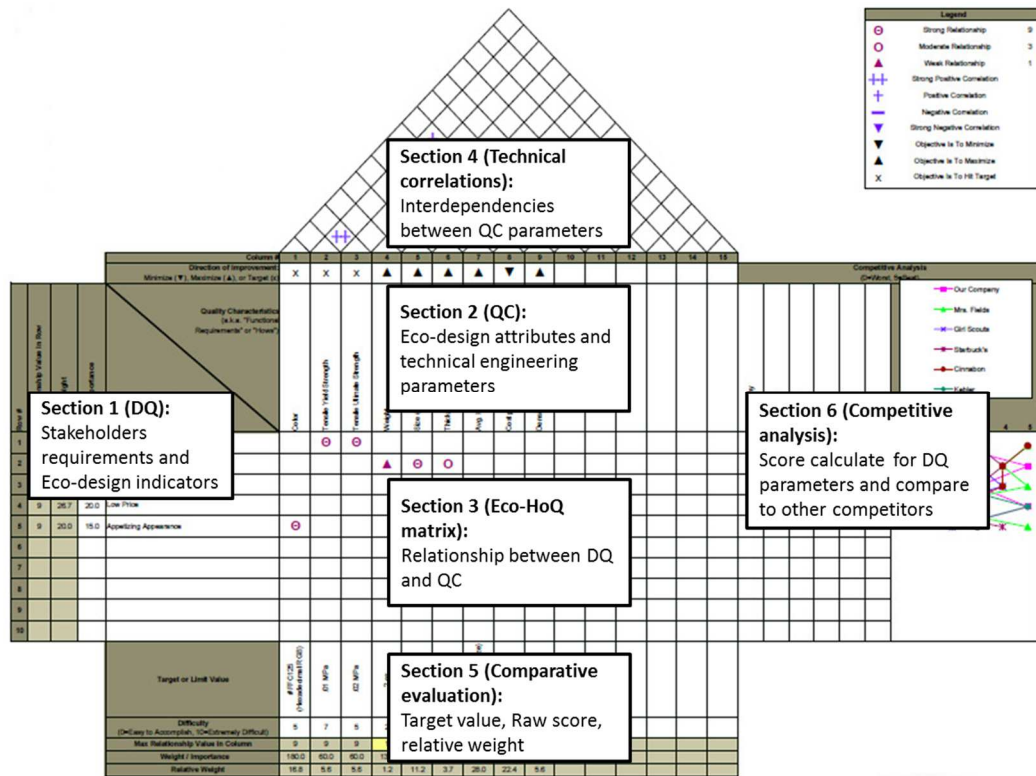 Legend
Strong Relationship 9
Moderate Relationship 3
Weak Relationship 1
Strong Positive Correlation
Positive Correlation
Negative Correlation
Strong Negative Correlation
Objective Is To Minimize
Objective Is To Maximize
x Objective Is To Hit Target
Section 4 (Technical
correlations):
Interdependencies
between QC parameters
Column # 1 2 3 4 5 6 7 8 9 10 11 12 13 14 15
Direction of Improvement:
Minimize (▼), Maximize (▲), or Target (x)
x x x ▲ ▲ ▲ ▲ ▼ ▲
Competitive Analysis
(0=Worst, 5=Best)
Quality Characteristics
(a.k.a. "Functional
Requirements" or "Hows")
Section 2 (QC):
Eco-design attributes and
technical engineering
parameters
Our Company
Mrs. Fields
Girl Scouts
Starbuck's
Cinnabon
Row #
Color
Tensile Yield Strength
Tensile Ultimate Strength
Section 1 (DQ):
Stakeholders
requirements and
Eco-design indicators
Section 6 (Competitive
analysis):
Score calculate for DQ
parameters and compare
to other competitors
4 5
1
2
3
4 9 26.7 20.0 Low Price
5 9 20.0 15.0 Appetizing Appearance
6
7
8
9
10
Section 3 (Eco-HoQ
matrix):
Relationship between DQ
and QC
Target or Limit Value
Section 5 (Comparative
evaluation):
Target value, Raw score,
relative weight
Difficulty
(0=Easy to Accomplish, 10=Extremely Difficult)
5 7 5
Max Relationship Value in Column 9 9 9
Weight / Importance 180.0 60.0 60.0
Relative Weight 16.8 5.6 5.6 1.2 11.2 3.7 28.0 22.4 5.6